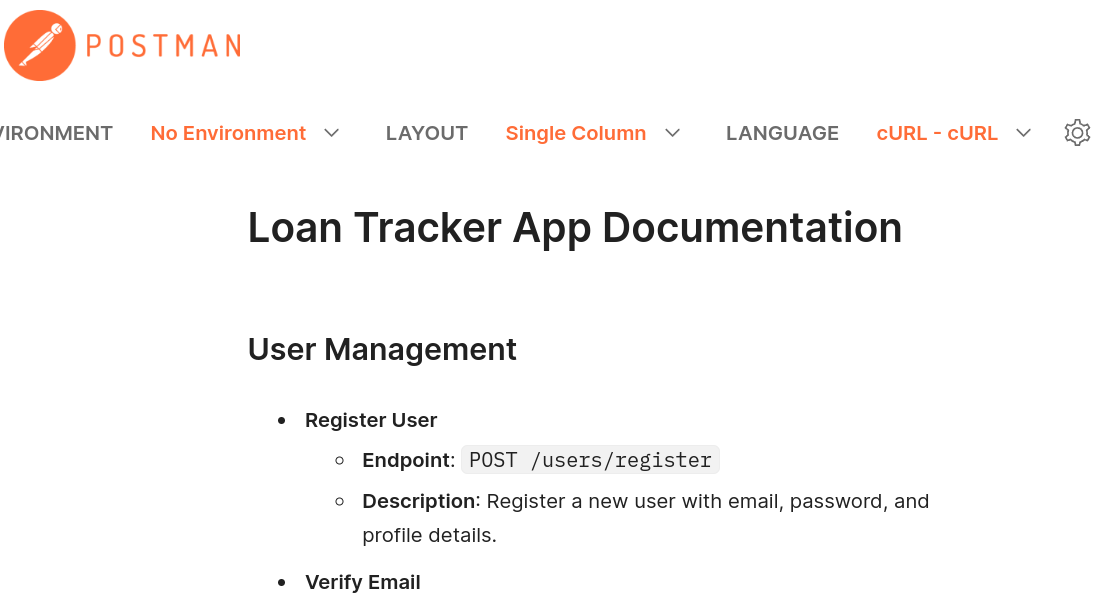 POSTMAN
VIRONMENT No Environment LAYOUT Single Column LANGUAGE cURL - cURL
Loan Tracker App Documentation
User Management
Register User
Endpoint: POST /users/register
Description: Register a new user with email, password, and
profile details.
Verify Email